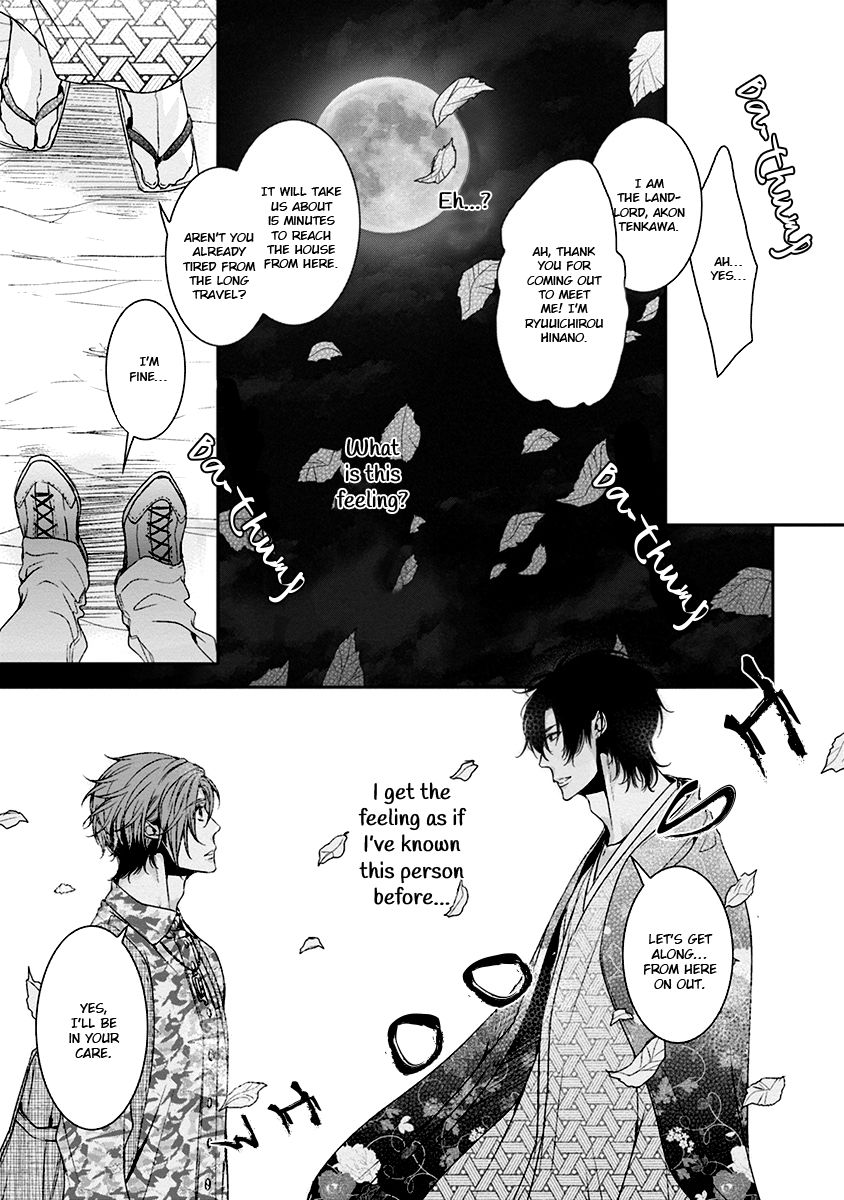 AH...
YES...
Ba-thump
I AM
THE LAND-
LORD, AKON
TENKAWA.
AH, THANK
YOU FOR
COMING OUT
TO MEET
ME! I'M
RYUUICHIROU
HINANO.
Eh...?
IT WILL TAKE
US ABOUT
15 MINUTES
TO REACH
THE HOUSE
FROM HERE.
AREN'T YOU
ALREADY
TIRED FROM
THE LONG
TRAVEL?
I'M
FINE...
Ba-thump
What
is this
feeling?
Ba-thump
I get the
feeling as if
I've known
this person
before...
LET'S GET
ALONG...
FROM HERE
ON OUT.
YES,
I'LL BE
IN YOUR
CARE.